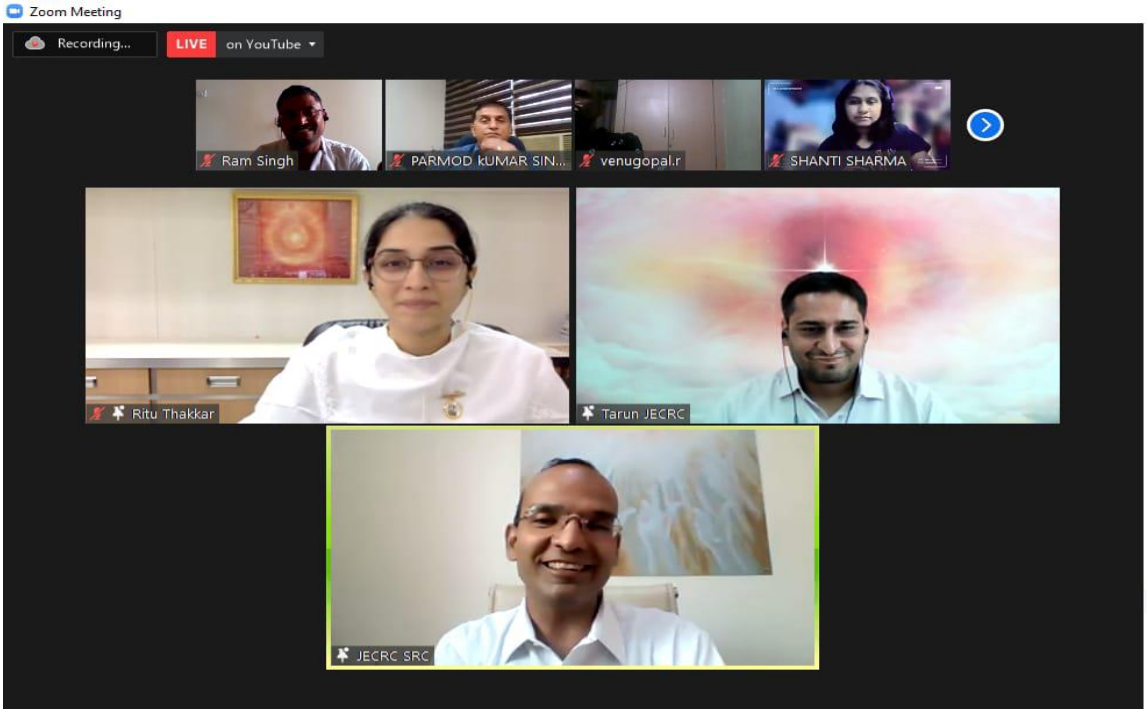 Zoom Meeting
Recording...
LIVE on YouTube
Ram Singh
PARMOD kUMAR SIN...
venugopal.r
SHANTI SHARMA
Ritu Thakkar
Tarun JECRC
JECRC SRC